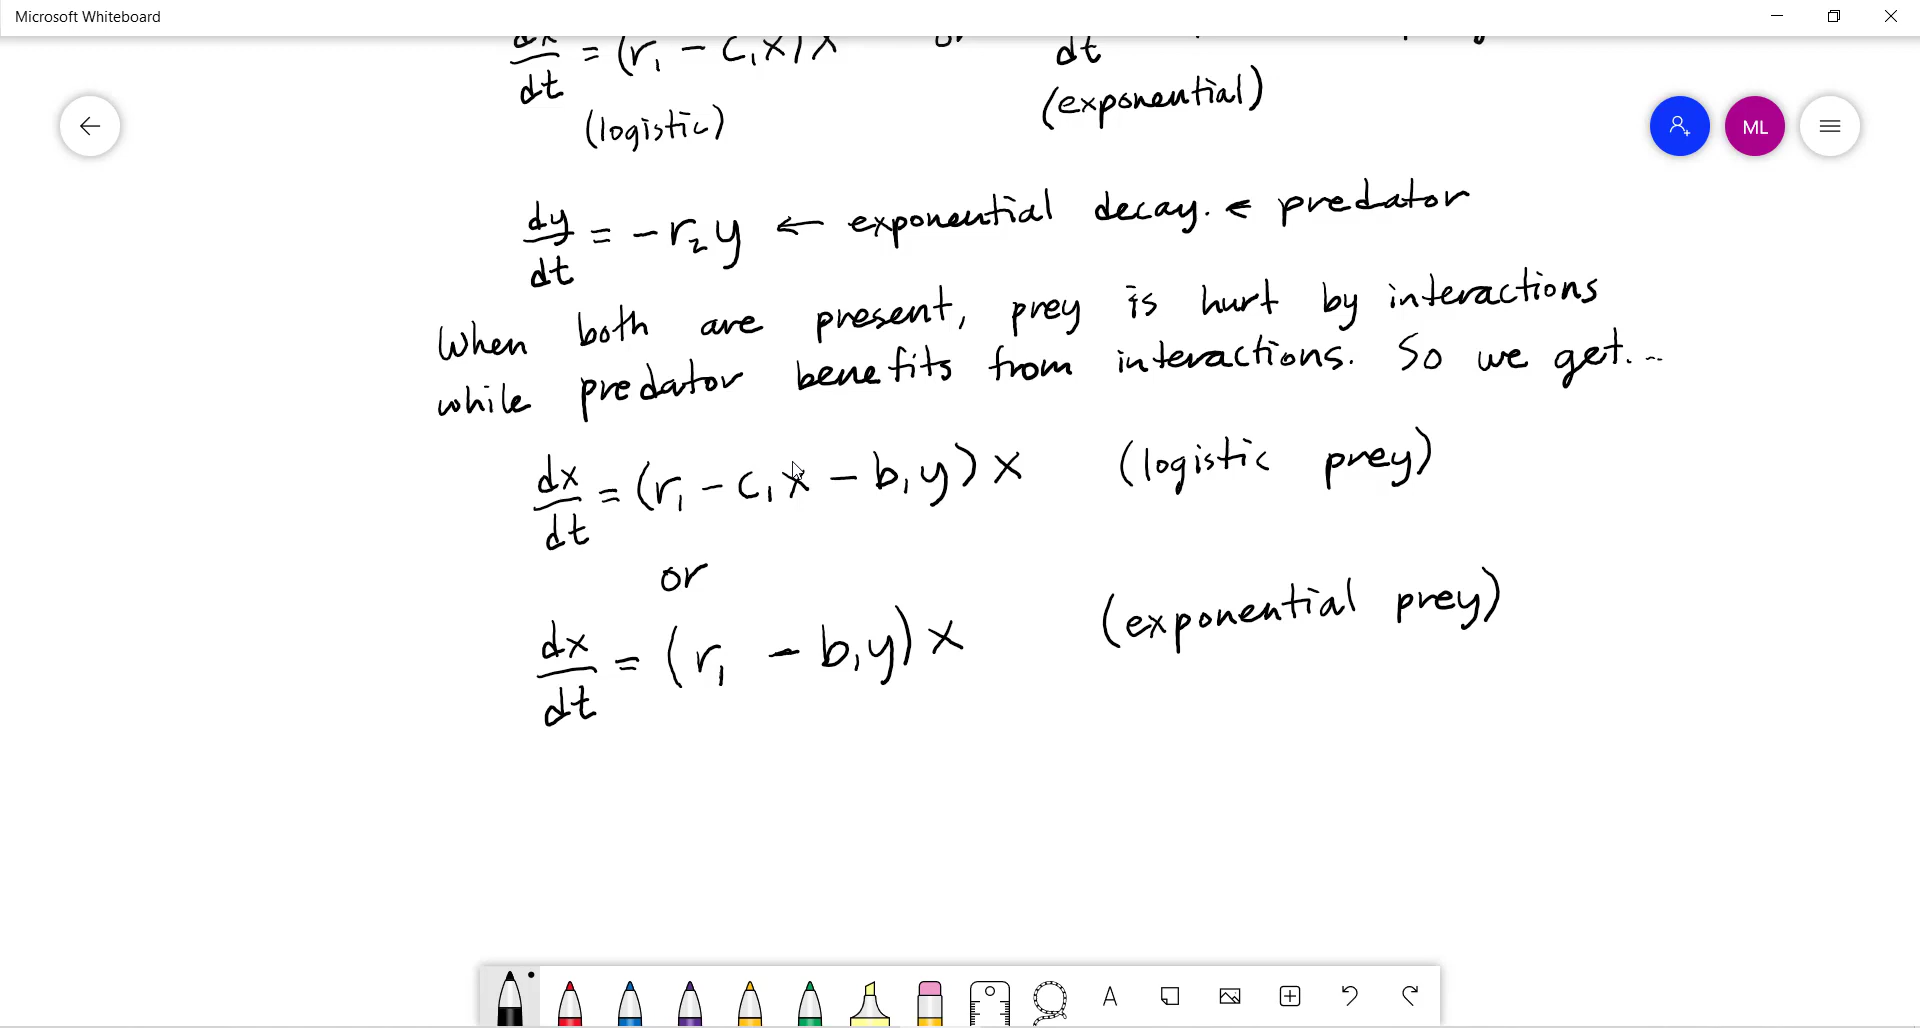 Microsoft Whiteboard
dx/dt = (r₁ - c₁x)x or
dt
(logistic) (exponential)
ML
dy/dt = -r₂y ← exponential decay. ← predator
When both are present, prey is hurt by interactions
while predator benefits from interactions. So we get...
dx/dt = (r₁ - c₁x - b₁y)x (logistic prey)
or
dx/dt = (r₁ - b₁y)x (exponential prey)
A